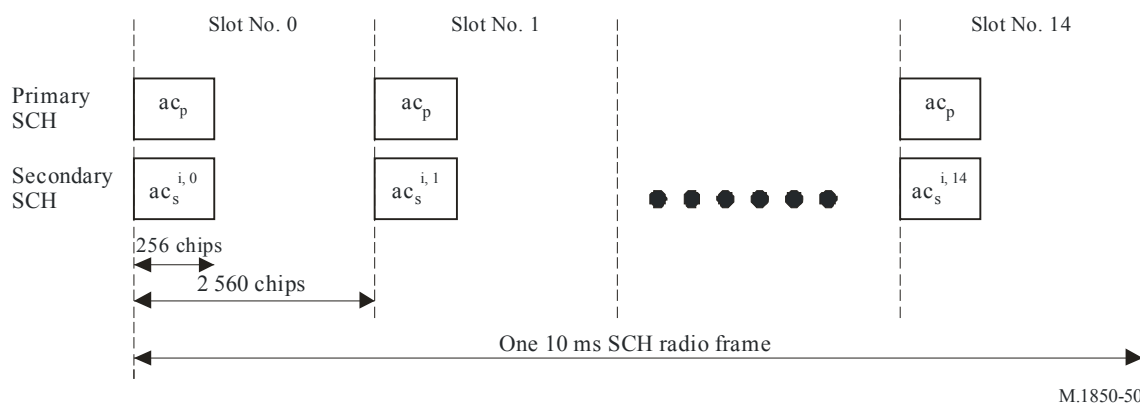 Slot No. 0 Slot No. 1 Slot No. 14
Primary SCH
ac_p ac_p ac_p
Secondary SCH
ac_s^i, 0 ac_s^i, 1 ac_s^i, 14
256 chips
2 560 chips
One 10 ms SCH radio frame
M.1850-50